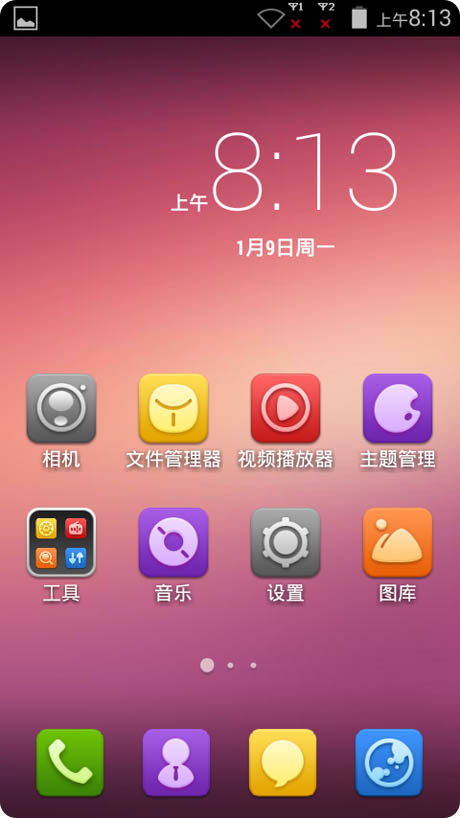 1 2 上午8:13
上午8:13
1月9日周一
相机 文件管理器 视频播放器 主题管理
工具 音乐 设置 图库